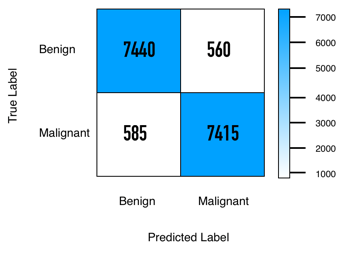 True Label
Benign
7440 560
Malignant
585 7415
Benign Malignant
Predicted Label
7000
6000
5000
4000
3000
2000
1000